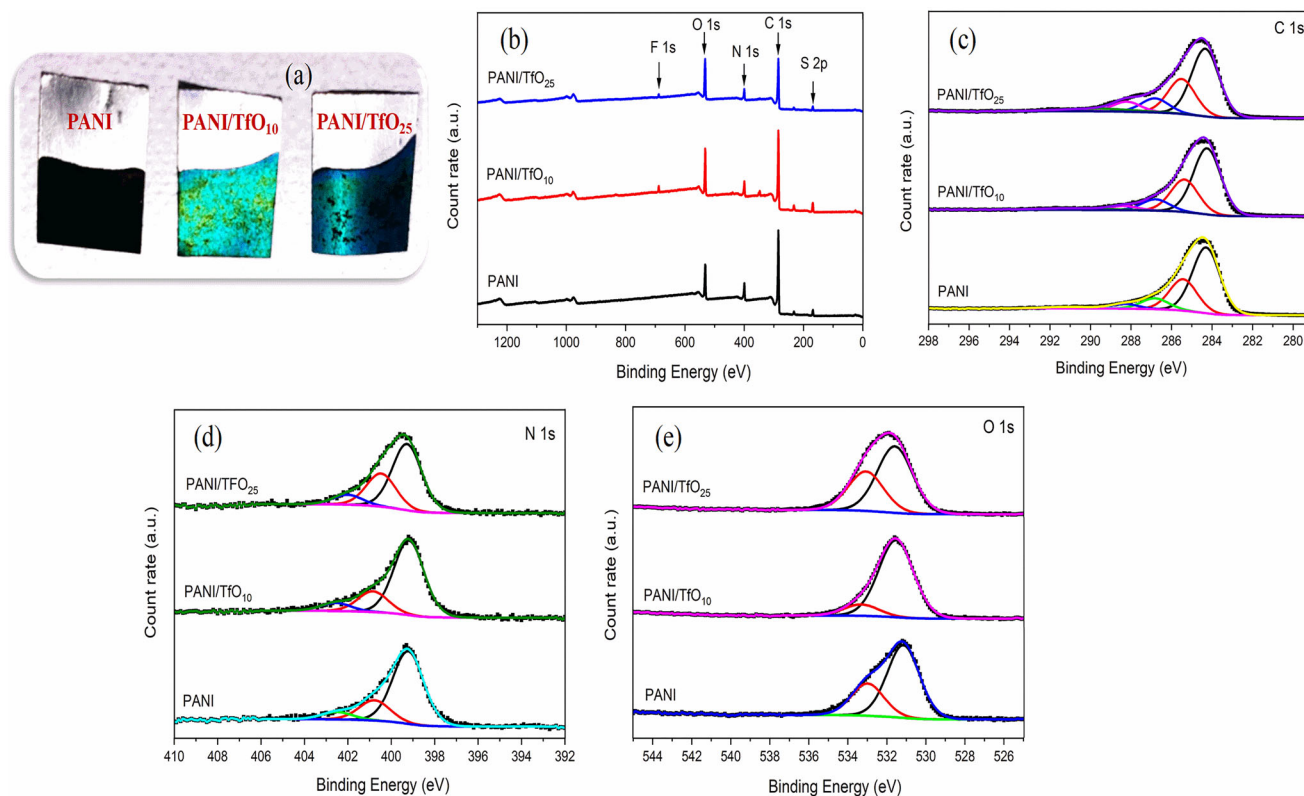 (a)
PANI
PANI/TfO10
PANI/TfO25
(b)
F 1s
O 1s
N 1s
C 1s
S 2p
PANI/TfO25
PANI/TfO10
PANI
Count rate (a.u.)
1200 1000 800 600 400 200 0
Binding Energy (eV)
(c)
C 1s
PANI/TfO25
PANI/TfO10
PANI
Count rate (a.u.)
298 296 294 292 290 288 286 284 282 280
Binding Energy (eV)
(d)
N 1s
PANI/TFO25
PANI/TfO10
PANI
Count rate (a.u.)
410 408 406 404 402 400 398 396 394 392
Binding Energy (eV)
(e)
O 1s
PANI/TfO25
PANI/TfO10
PANI
Count rate (a.u.)
544 542 540 538 536 534 532 530 528 526
Binding Energy (eV)